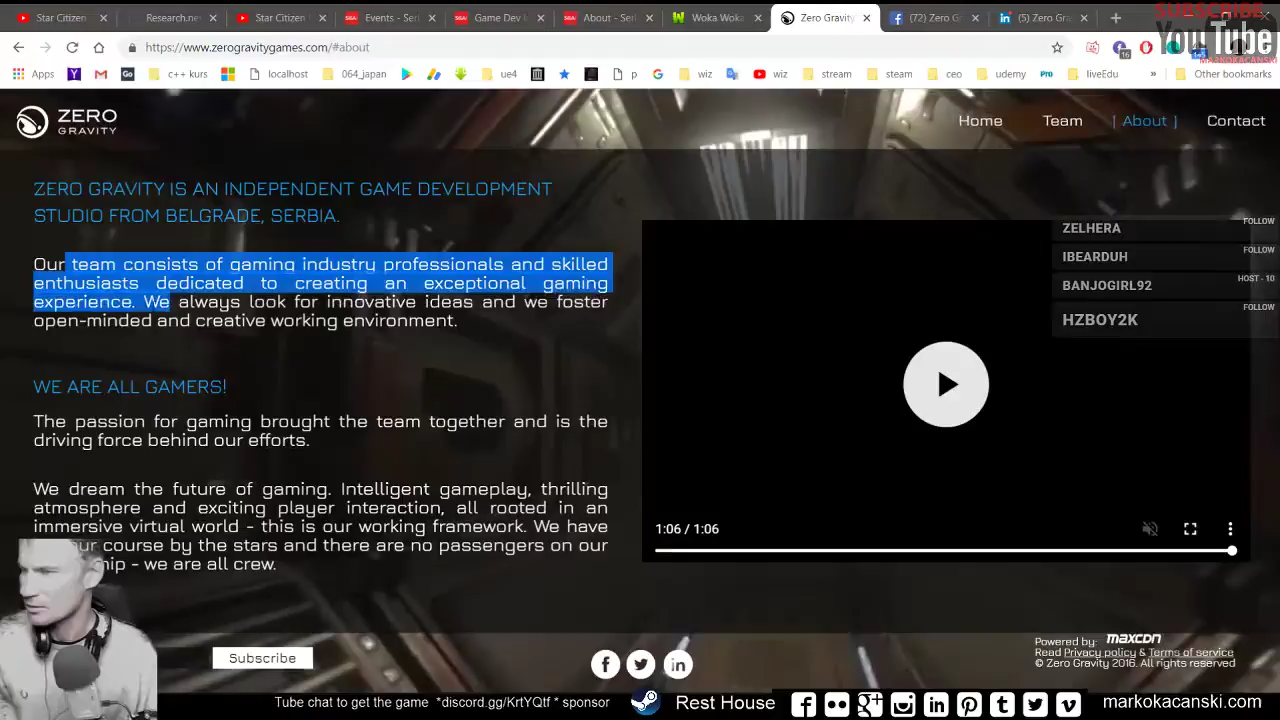 Star Citizen
Research.net
Star Citizen
Events - Ser
Game Dev
About - Serl
Woka Woka
Zero Gravity
(72) Zero Gr
(5) Zero Gra
SUBSCRIBE
YouTube
MARKOKACANSKI
https://www.zerogravitygames.com/#about
16
Apps
c++ kurs
localhost
064_japan
ue4
p
wiz
wiz
stream
steam
ceo
udemy
Pro
liveEdu
»
Other bookmarks
ZERO
GRAVITY
Home
Team
| About |
Contact
ZERO GRAVITY IS AN INDEPENDENT GAME DEVELOPMENT
STUDIO FROM BELGRADE, SERBIA.
Our team consists of gaming industry professionals and skilled
enthusiasts dedicated to creating an exceptional gaming
experience. We always look for innovative ideas and we foster
open-minded and creative working environment.
WE ARE ALL GAMERS!
The passion for gaming brought the team together and is the
driving force behind our efforts.
We dream the future of gaming. Intelligent gameplay, thrilling
atmosphere and exciting player interaction, all rooted in an
immersive virtual world - this is our working framework. We have
our course by the stars and there are no passengers on our
ship - we are all crew.
ZELHERA FOLLOW
IBEARDUH FOLLOW
BANJOGIRL92 HOST - 10
HZBOY2K FOLLOW
1:06 / 1:06
Subscribe
Powered by: maxcdn
Read Privacy policy & Terms of service
© Zero Gravity 2016. All rights reserved
Tube chat to get the game *discord.gg/KrtYQtf * sponsor
Rest House
markokacanski.com